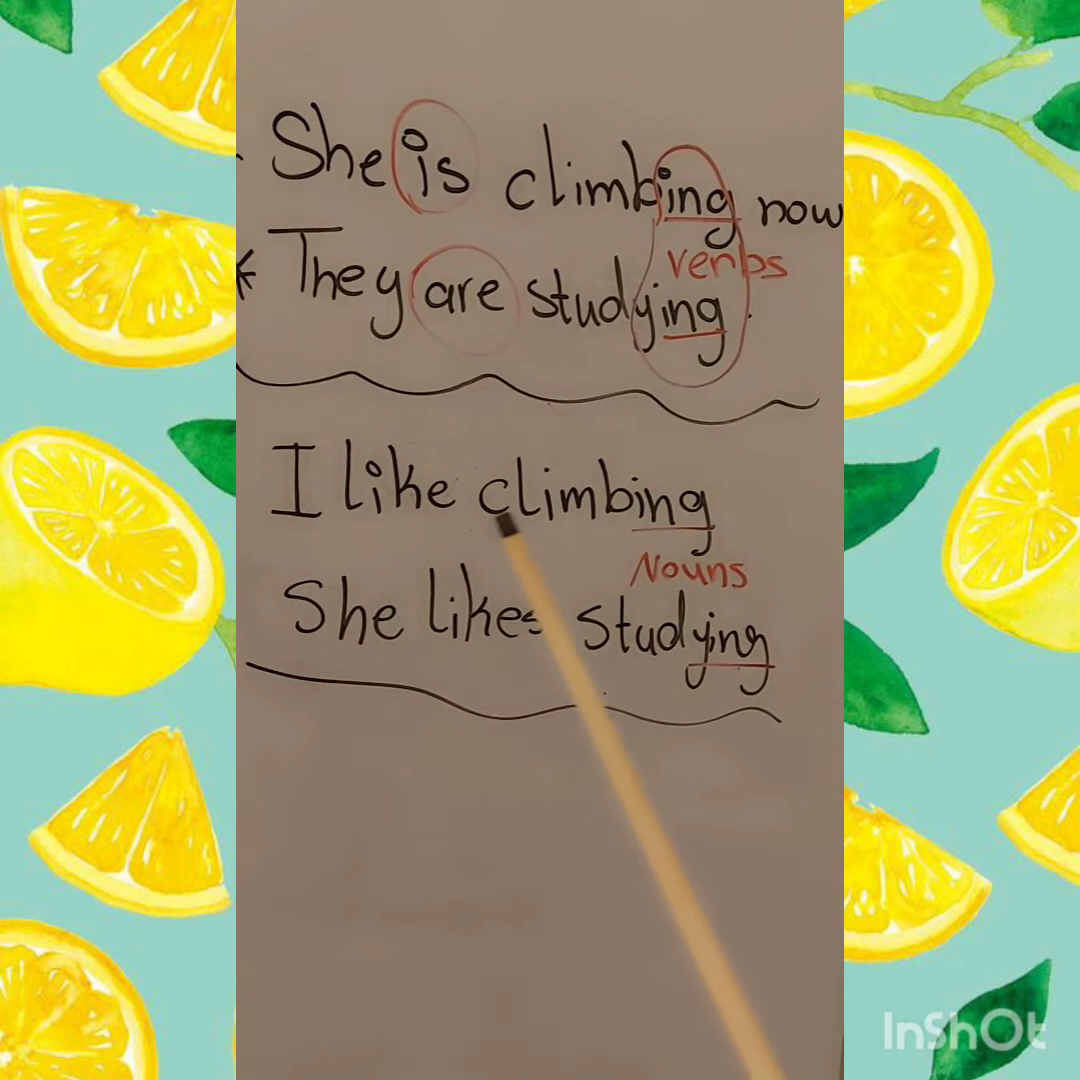 She is climbing now
verbs
* They are studying.
I like climbing
Nouns
She likes studying
InShOt